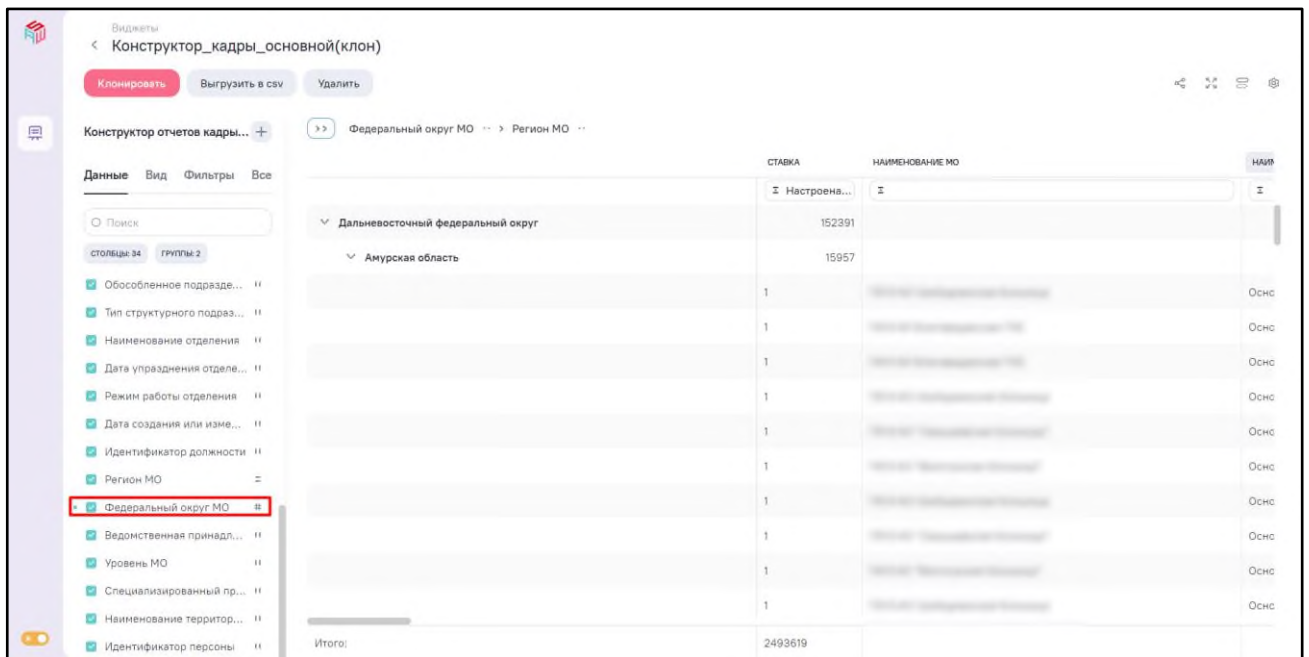 Виджеты
Конструктор_кадры_основной(клон)
Клонировать Выгрузить в csv Удалить
Конструктор отчетов кадры...
Федеральный округ МО > Регион МО
Данные Вид Фильтры Все
СТАВКА НАИМЕНОВАНИЕ МО НАИМ
Настроена...
Поиск
СТОЛБЦЫ: 34 ГРУППЫ: 2
Дальневосточный федеральный округ 152391
Амурская область 15957
Обособленное подразде...
1 Осно
Тип структурного подраз...
1 Осно
Наименование отделения
1 Осно
Дата упразднения отделе...
Режим работы отделения
1 Осно
Дата создания или изме...
1 Осно
Идентификатор должности
1 Осно
Регион МО
1 Осно
Федеральный округ МО
1 Осно
Ведомственная принадл...
1 Осно
Уровень МО
1 Осно
Специализированный пр...
Наименование территор...
Идентификатор персоны
Итого: 2493619